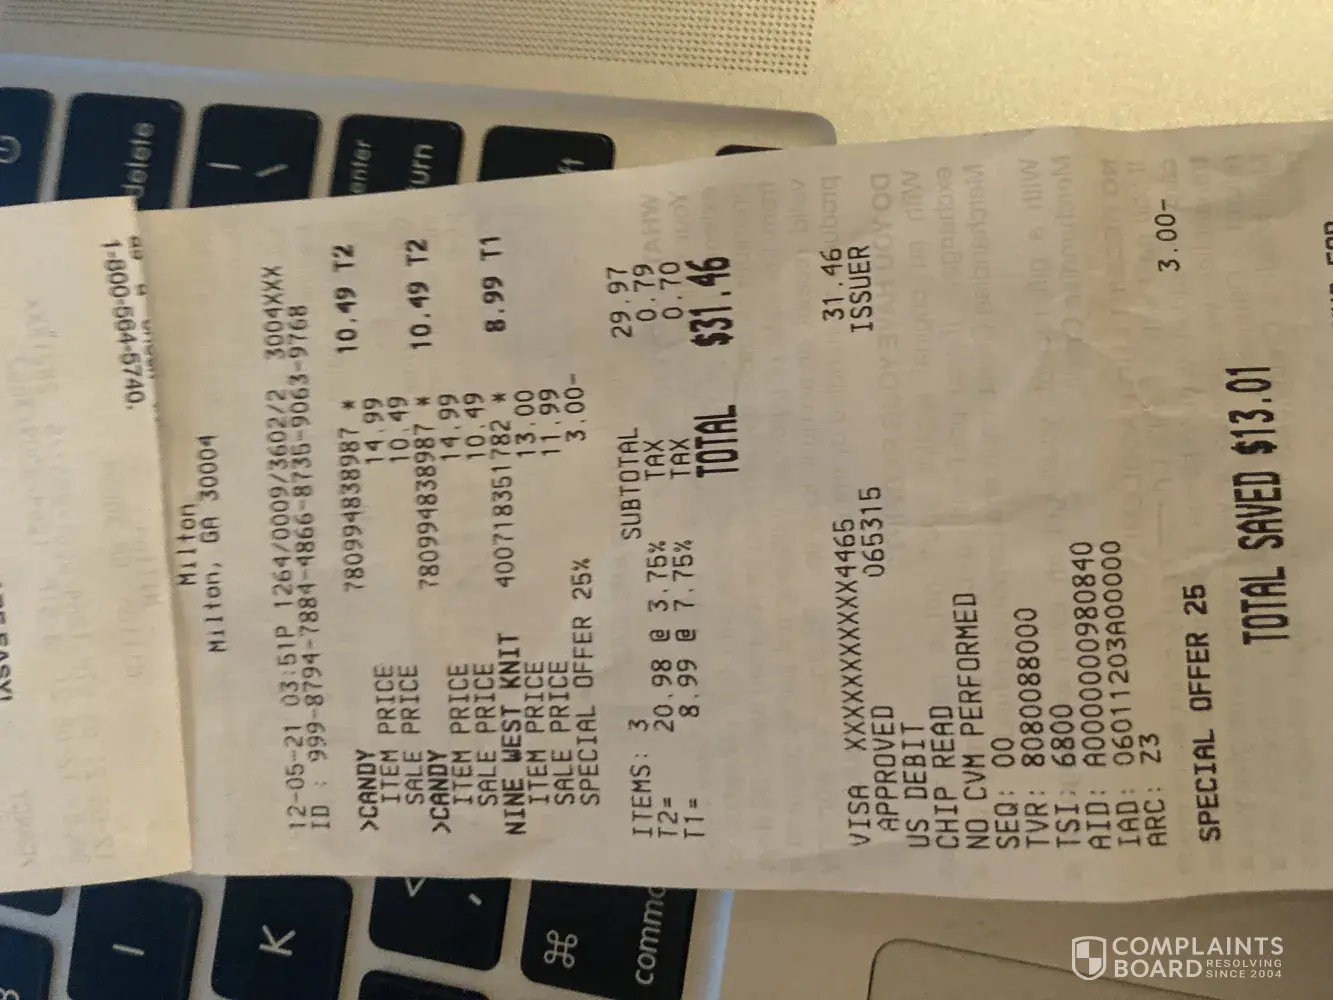 1-800-564-5740.
Milton
Milton, GA 30004
12-05-21 03:51P 1264/0009/3602/2 3004XXX
ID : 999-8794-7884-4866-8735-9063-9768
>CANDY 780994838987 * 10.49 T2
ITEM PRICE 14.99
SALE PRICE 10.49
>CANDY 780994838987 * 10.49 T2
ITEM PRICE 14.99
SALE PRICE 10.49
NINE WEST KNIT 400718351782 * 8.99 T1
ITEM PRICE 13.00
SALE PRICE 11.99
SPECIAL OFFER 25% 3.00-
ITEMS: 3 SUBTOTAL 29.97
T2= 20.98 @ 3.75% TAX 0.79
T1= 8.99 @ 7.75% TAX 0.70
TOTAL $31.46
VISA XXXXXXXXXXXX4465 31.46
APPROVED 065315 ISSUER
US DEBIT
CHIP READ
NO CVM PERFORMED
SEQ: 00
TVR: 8080088000
TSI: 6800
AID: A0000000980840
IAD: 06011203A00000
ARC: Z3
SPECIAL OFFER 25 3.00-
TOTAL SAVED $13.01
delete
enter
K
I
⌘
COMPLAINTS
BOARD RESOLVING
SINCE 2004